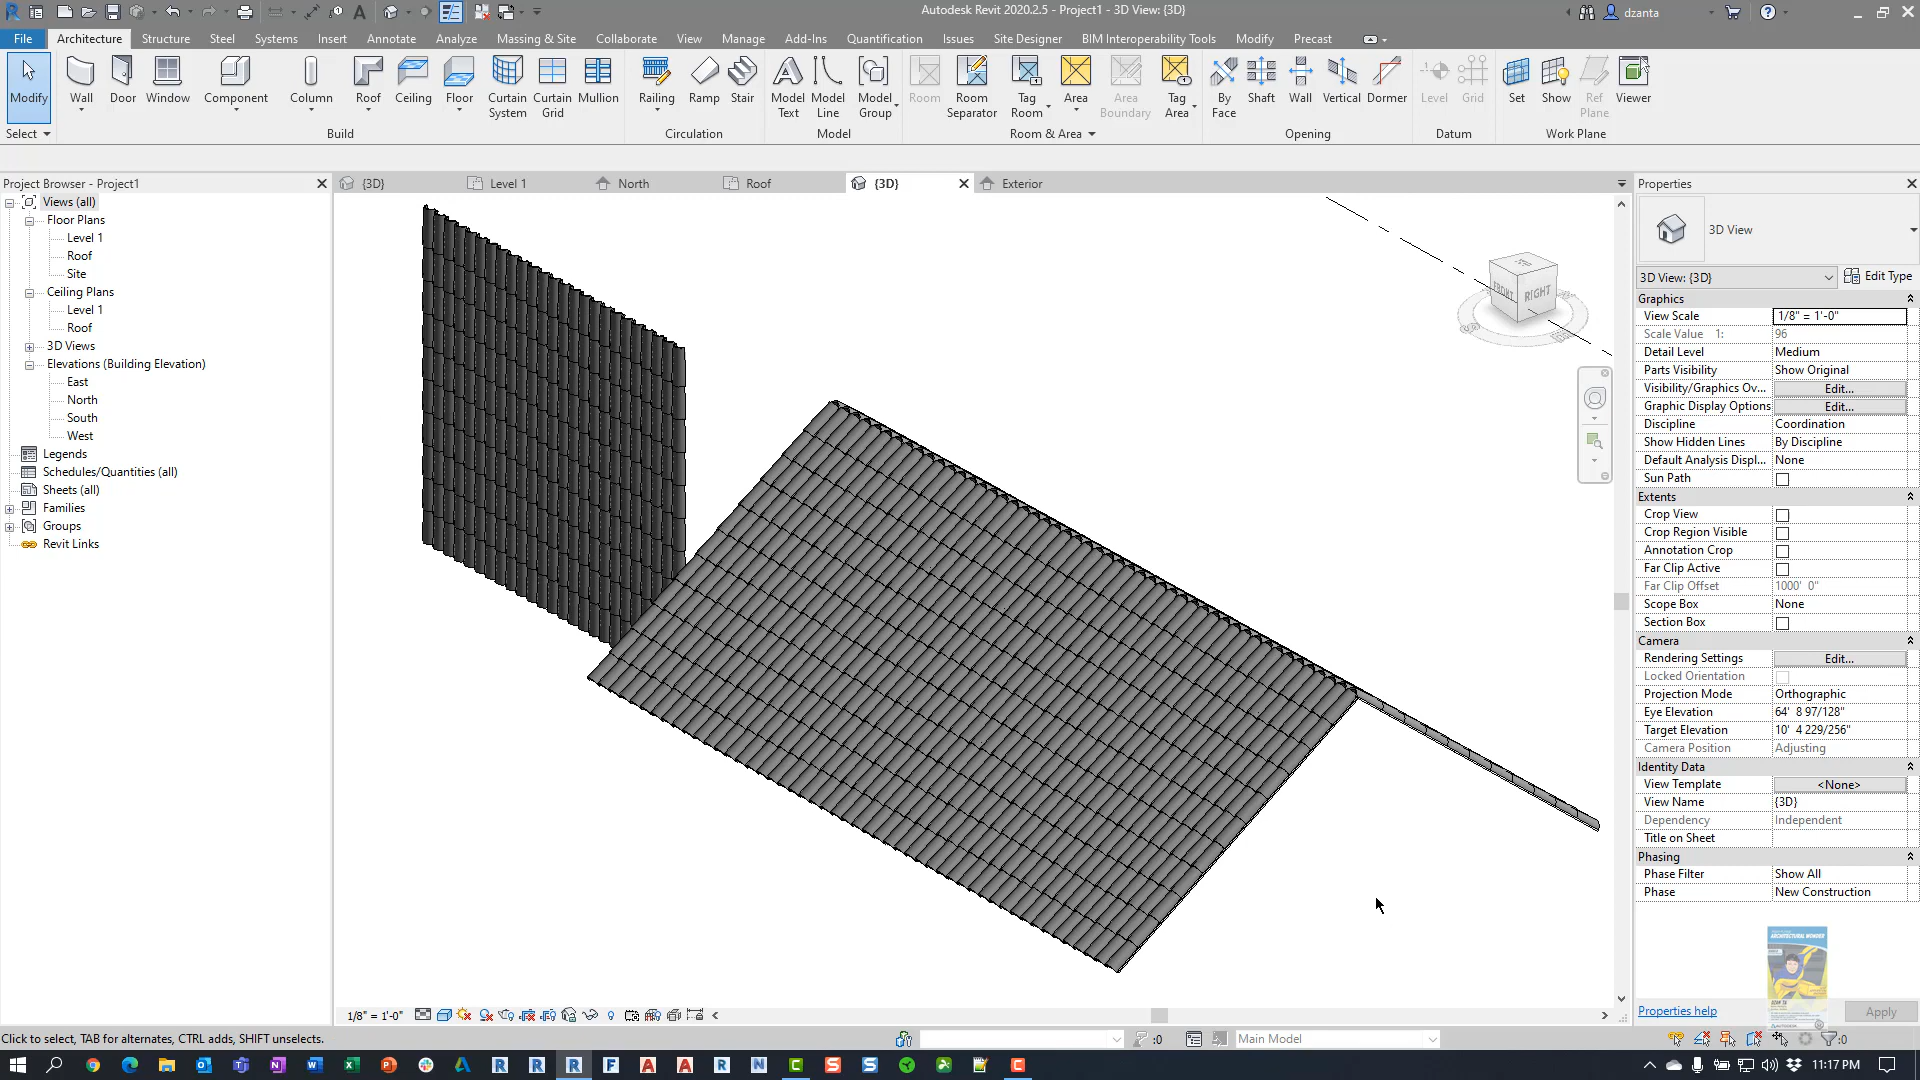 Autodesk Revit 2020.2.5 - Project1 - 3D View: {3D}
dzanta
File
Architecture
Structure
Steel
Systems
Insert
Annotate
Analyze
Massing & Site
Collaborate
View
Manage
Add-Ins
Quantification
Issues
Site Designer
BIM Interoperability Tools
Modify
Precast
Modify
Wall
Door
Window
Component
Column
Roof
Ceiling
Floor
Curtain
System
Curtain
Grid
Mullion
Railing
Ramp
Stair
Model
Text
Model
Line
Model
Group
Room
Room
Separator
Tag
Room
Area
Area
Boundary
Tag
Area
By
Face
Shaft
Wall
Vertical
Dormer
Level
Grid
Set
Show
Ref
Plane
Viewer
Select
Build
Circulation
Model
Room & Area
Opening
Datum
Work Plane
Project Browser - Project1
{3D}
Level 1
North
Roof
{3D}
Exterior
Properties
Views (all)
Floor Plans
Level 1
Roof
Site
Ceiling Plans
Level 1
Roof
3D Views
Elevations (Building Elevation)
East
North
South
West
Legends
Schedules/Quantities (all)
Sheets (all)
Families
Groups
Revit Links
TOP
FRONT
RIGHT
3D View
3D View: {3D}
Edit Type
Graphics
View Scale
1/8" = 1'-0"
Scale Value 1:
96
Detail Level
Medium
Parts Visibility
Show Original
Visibility/Graphics Ov...
Edit...
Graphic Display Options
Edit...
Discipline
Coordination
Show Hidden Lines
By Discipline
Default Analysis Displ...
None
Sun Path
Extents
Crop View
Crop Region Visible
Annotation Crop
Far Clip Active
Far Clip Offset
1000' 0"
Scope Box
None
Section Box
Camera
Rendering Settings
Edit...
Locked Orientation
Projection Mode
Orthographic
Eye Elevation
64' 8 97/128"
Target Elevation
10' 4 229/256"
Camera Position
Adjusting
Identity Data
View Template
<None>
View Name
{3D}
Dependency
Independent
Title on Sheet
Phasing
Phase Filter
Show All
Phase
New Construction
ARCHITECTURAL WONDER
Properties help
Apply
1/8" = 1'-0"
Click to select, TAB for alternates, CTRL adds, SHIFT unselects.
:0
Main Model
:0
11:17 PM